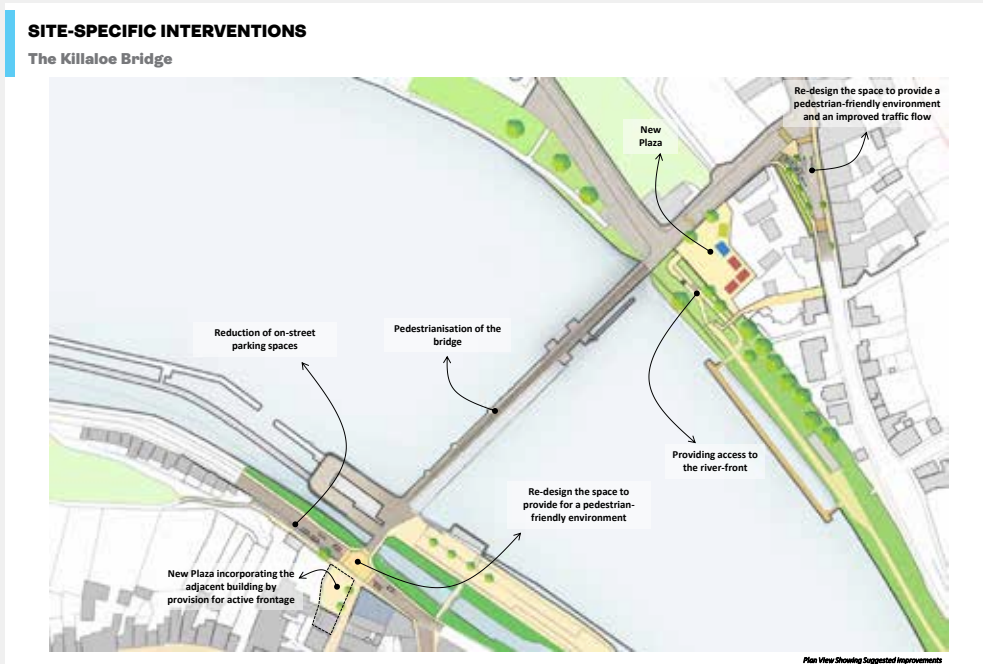 SITE-SPECIFIC INTERVENTIONS
The Killaloe Bridge
Re-design the space to provide a
pedestrian-friendly environment
and an improved traffic flow
New
Plaza
Reduction of on-street
parking spaces
Pedestrianisation of the
bridge
Providing access to
the river-front
Re-design the space to
provide for a pedestrian-
friendly environment
New Plaza incorporating the
adjacent building by
provision for active frontage
Plan View Showing Suggested Improvements